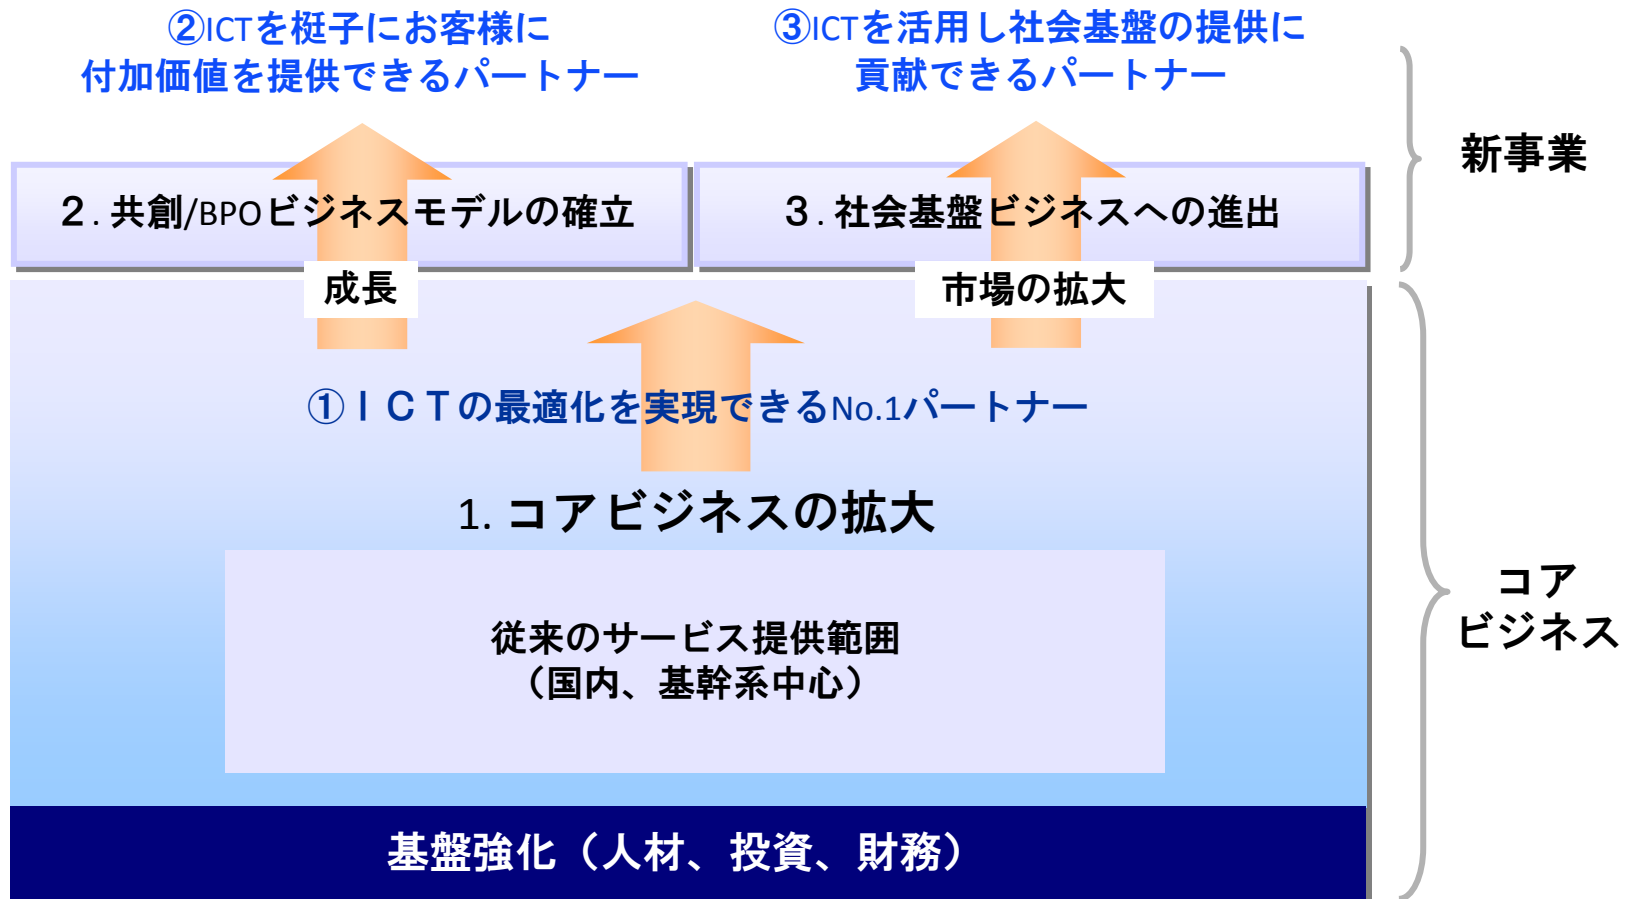 ②ICTを梃子にお客様に
付加価値を提供できるパートナー
③ICTを活用し社会基盤の提供に
貢献できるパートナー
新事業
２. 共創/BPOビジネスモデルの確立
３. 社会基盤ビジネスへの進出
成長
市場の拡大
①ＩＣＴの最適化を実現できるNo.1パートナー
1. コアビジネスの拡大
従来のサービス提供範囲
（国内、基幹系中心）
コア
ビジネス
基盤強化（人材、投資、財務）